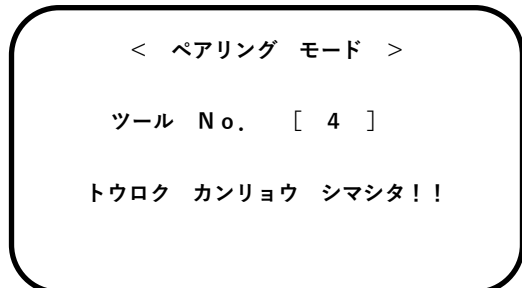 ＜　ペアリング　モード　＞
ツール　Ｎｏ．　［　４　］
トウロク　カンリョウ　シマシタ！！